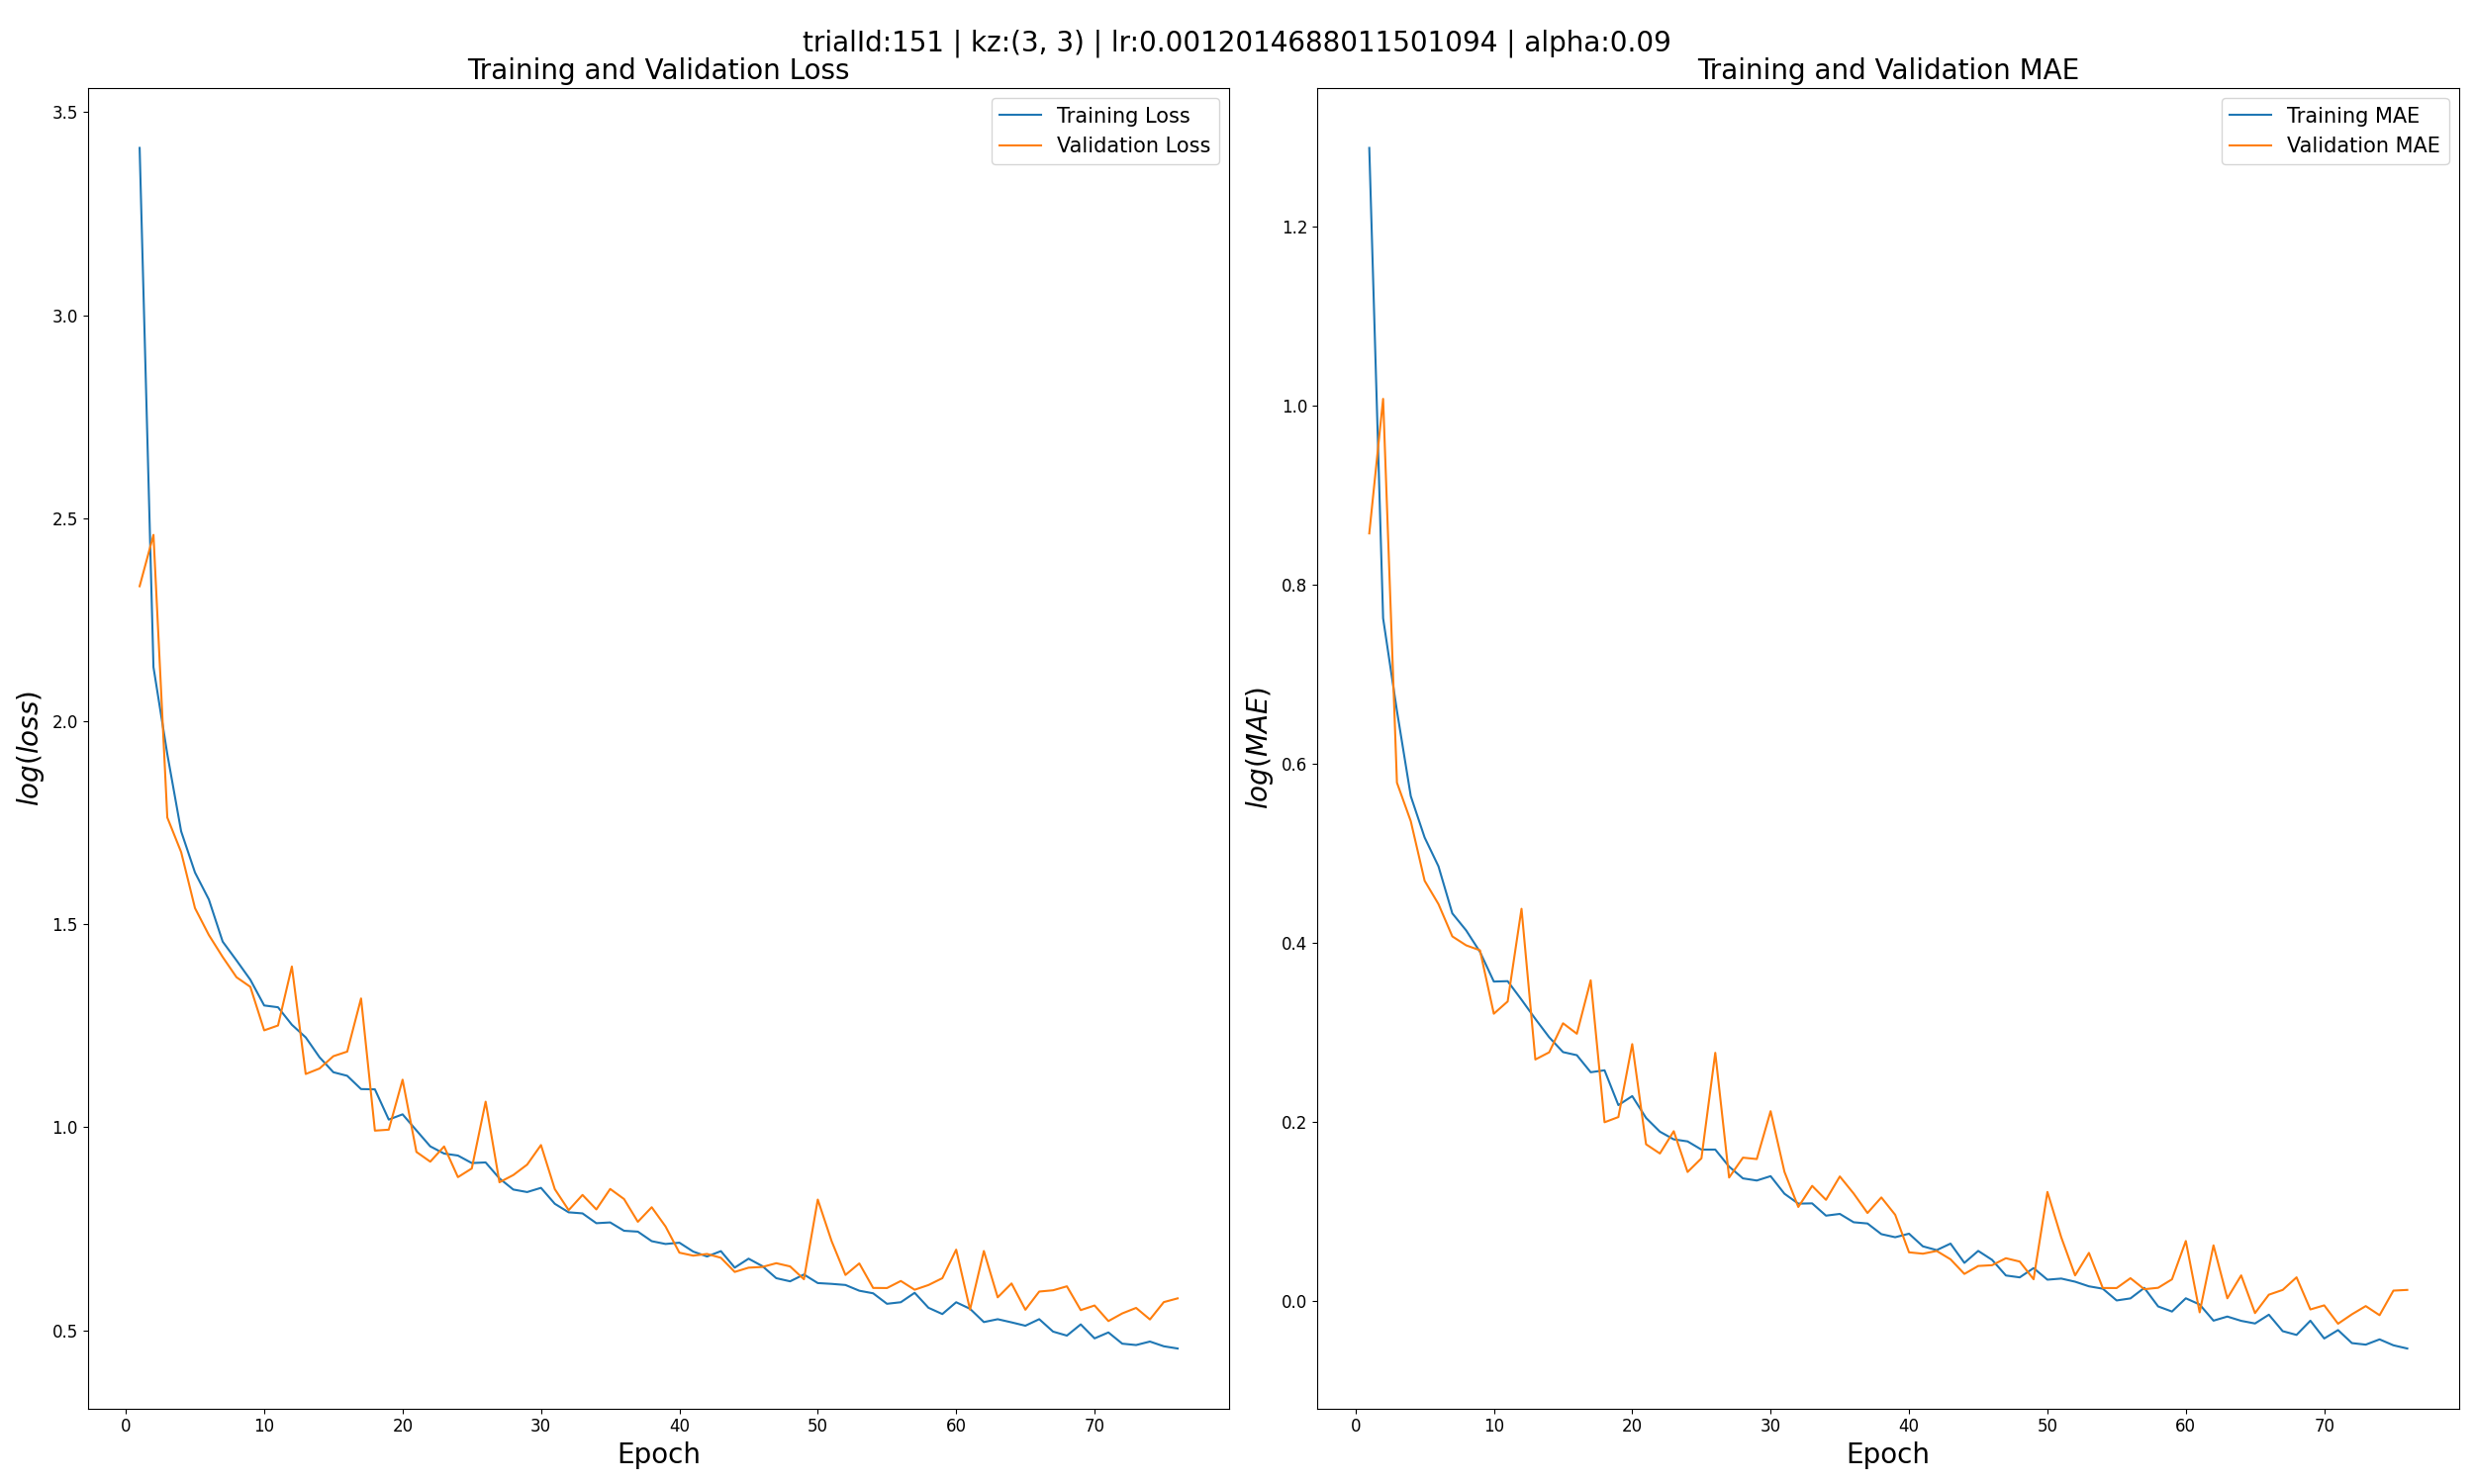 trialId:151 | kz:(3, 3) | lr:0.0012014688011501094 | alpha:0.09
Training and Validation Loss
Training Loss
Validation Loss
3.5
3.0
2.5
2.0
1.5
1.0
0.5
log(loss)
0 10 20 30 40 50 60 70
Epoch
Training and Validation MAE
Training MAE
Validation MAE
1.2
1.0
0.8
0.6
0.4
0.2
0.0
log(MAE)
0 10 20 30 40 50 60 70
Epoch